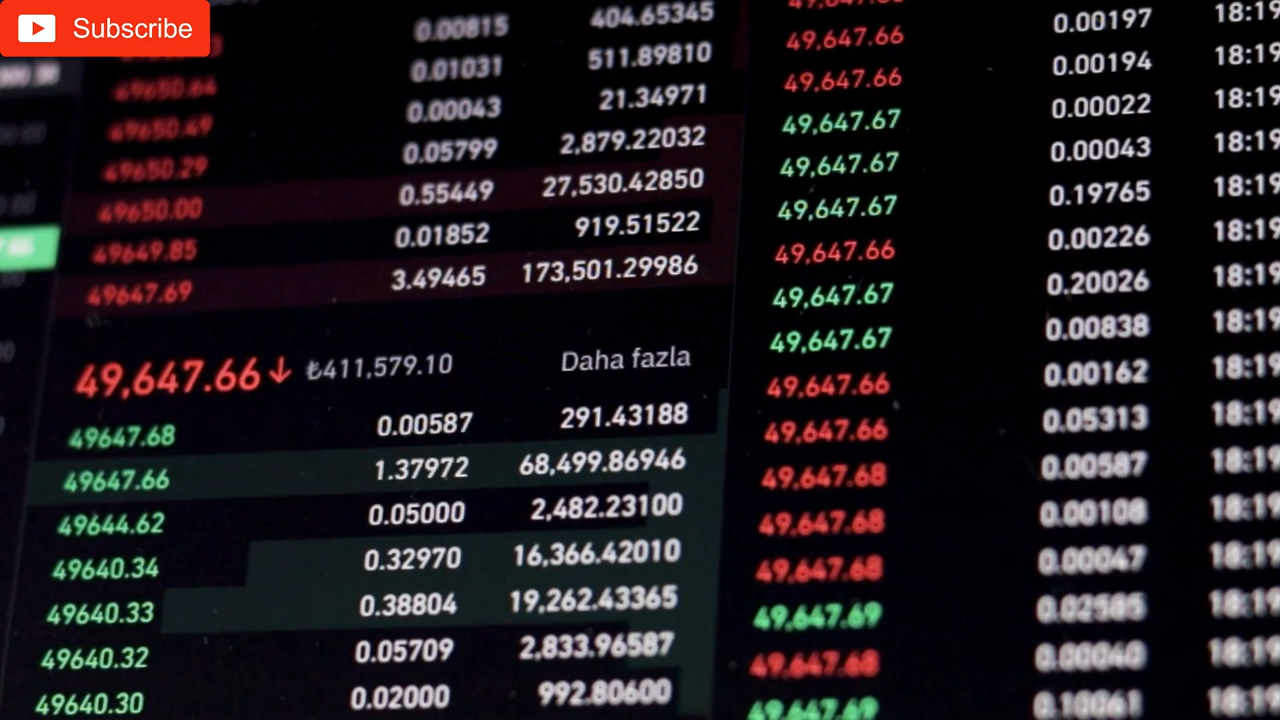 Subscribe
0.00815 404.65345
49650.64 0.01031 511.89810
49650.49 0.00043 21.34971
49650.29 0.05799 2,879.22032
49650.00 0.55449 27,530.42850
49649.85 0.01852 919.51522
49647.69 3.49465 173,501.29986
49,647.66↓ ₺411,579.10 Daha fazla
49647.68 0.00587 291.43188
49647.66 1.37972 68,499.86946
49644.62 0.05000 2,482.23100
49640.34 0.32970 16,366.42010
49640.33 0.38804 19,262.43365
49640.32 0.05709 2,833.96587
49640.30 0.02000 992.80600
0.00197 18:19
49,647.66 0.00194 18:19
49,647.66 0.00022 18:19
49,647.67 0.00043 18:19
49,647.67 0.19765 18:19
49,647.67 0.00226 18:19
49,647.66 0.20026 18:19
49,647.67 0.00838 18:19
49,647.67 0.00162 18:19
49,647.66 0.05313 18:19
49,647.66 0.00587 18:19
49,647.68 0.00108 18:19
49,647.68 0.00047 18:19
49,647.68 0.02585 18:19
49,647.69 0.00040 18:19
49,647.68 0.10061 18:19
49,647.69